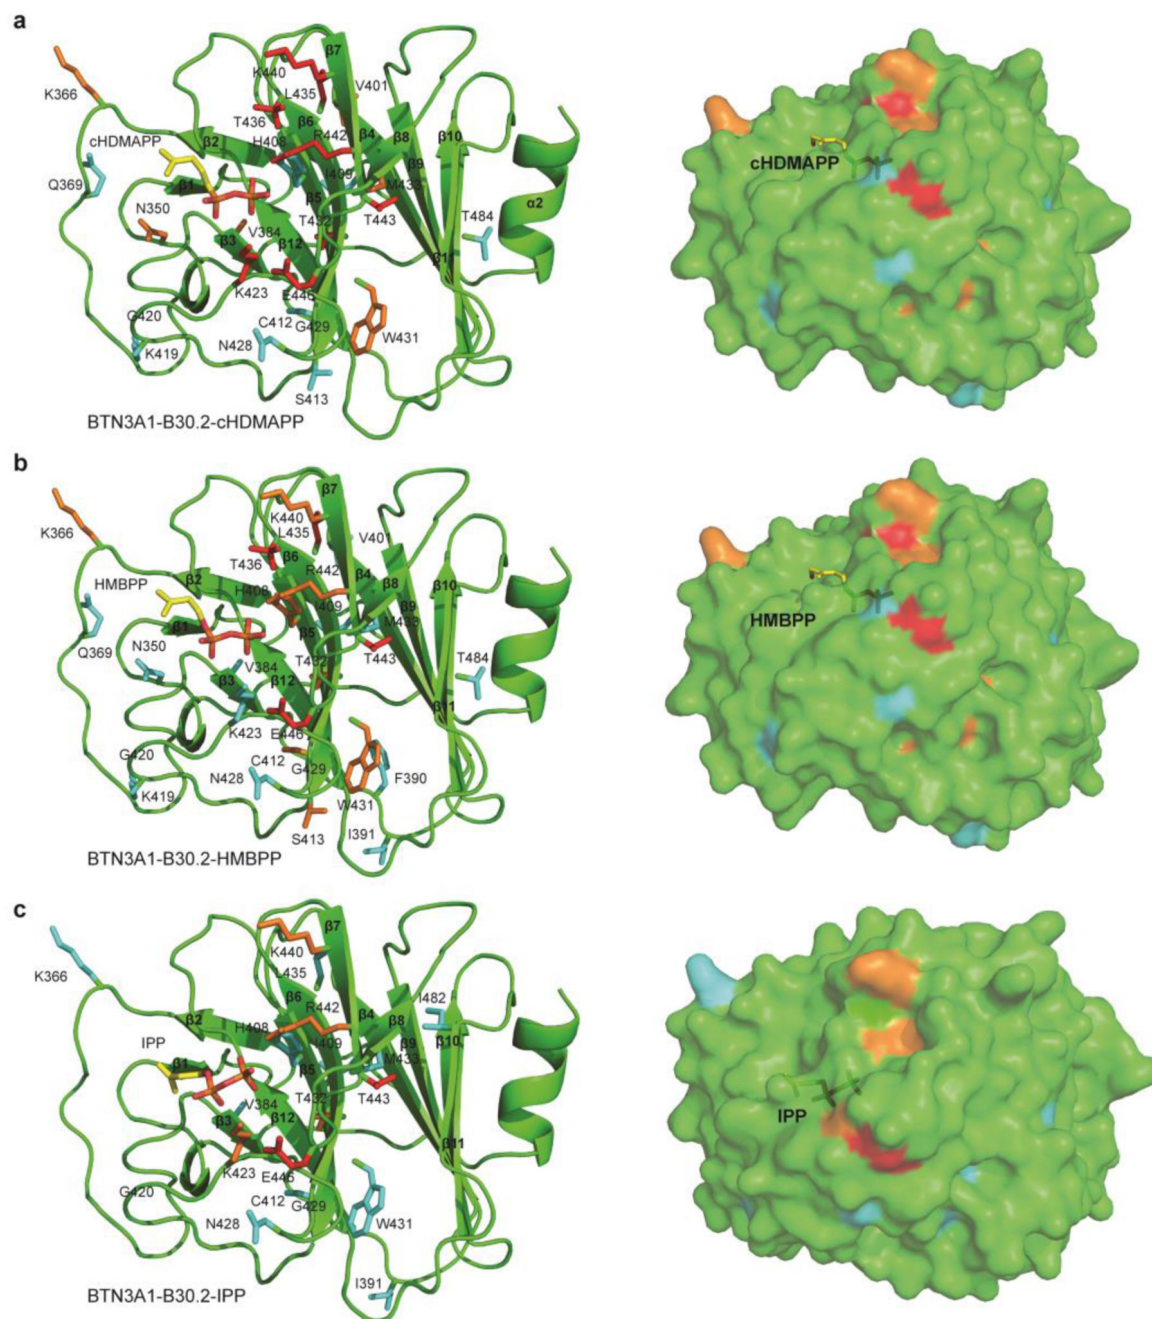 a
β7
K440
V401
K366
L435
T436
β6
cHDMAPP
β2
H408
R442
β4
β8
β10
I409
β9
Q369
β1
β5
M433
α2
N350
V384
T432
T443
T484
β3
β12
β11
K423
E446
G420
C412
G429
W431
K419
N428
S413
BTN3A1-B30.2-cHDMAPP
cHDMAPP
b
β7
K440
K366
L435
V401
T436
β6
HMBPP
β2
R442
β4
β8
β10
H408
I409
β9
β1
β5
M433
Q369
N350
V384
T432
T443
T484
β3
β12
β11
K423
E446
G420
C412
G429
F390
K419
N428
W431
S413
I391
BTN3A1-B30.2-HMBPP
HMBPP
c
β7
K440
K366
L435
β6
I482
β2
R442
β4
β8
IPP
H408
I409
β9
β10
β1
β5
M433
V384
T432
T443
β3
β12
β11
K423
E446
G420
C412
G429
N428
W431
I391
BTN3A1-B30.2-IPP
IPP